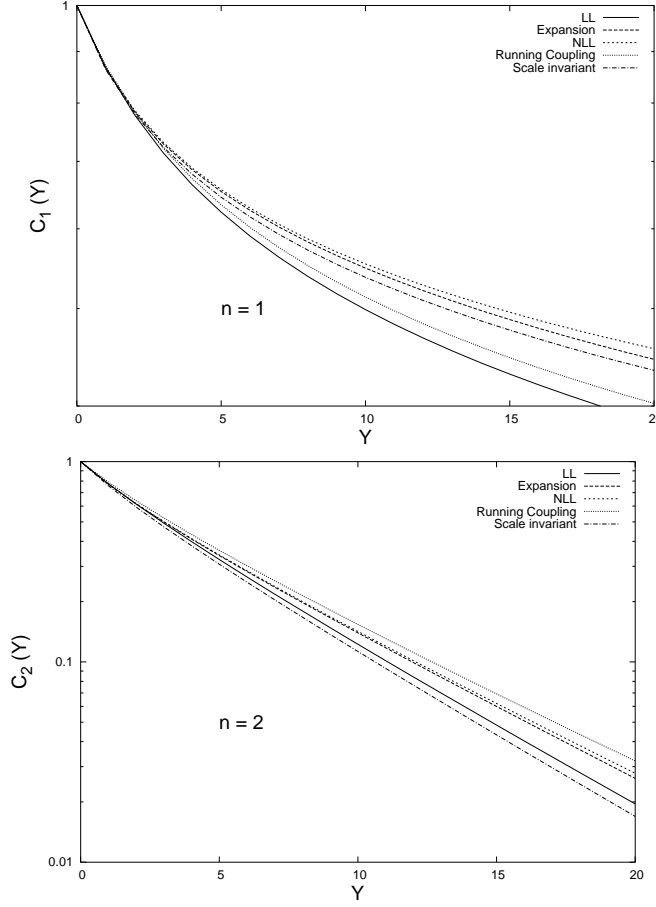 1
LL
Expansion
NLL
Running Coupling
Scale invariant
C1 (Y)
n = 1
0 5 10 15 2
Y
1
LL
Expansion
NLL
Running Coupling
Scale invariant
C2 (Y)
0.1
n = 2
0.01
0 5 10 15 20
Y